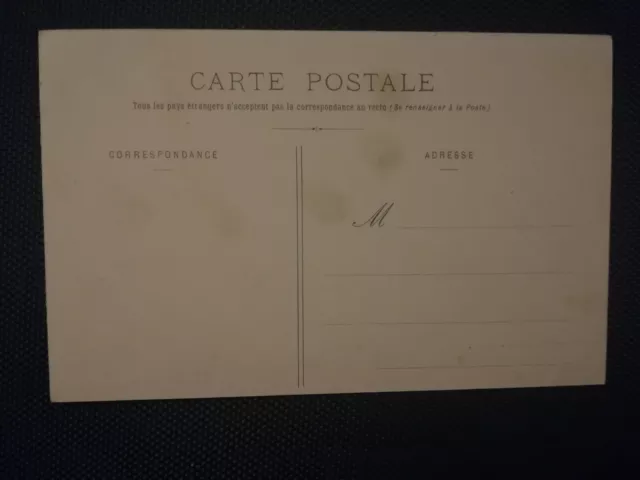 CARTE POSTALE
Tous les pays étrangers n'acceptent pas la correspondance au recto (Se renseigner à la Poste)
CORRESPONDANCE
ADRESSE
M